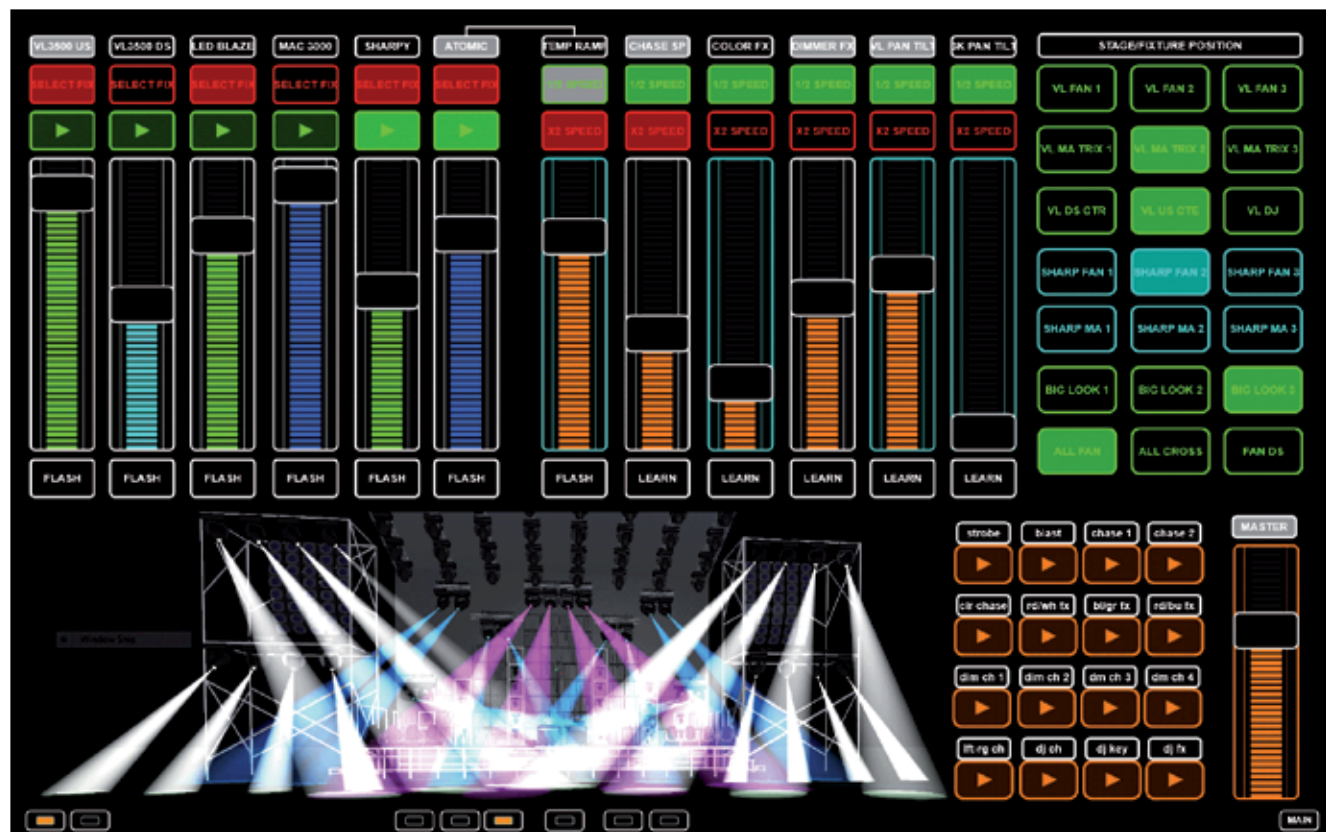 VL3500 US VL3500 DS LED BLAZE MAC 3000 SHARPY ATOMIC TEMP RAMP CHASE SP COLOR FX DIMMER FX VL PAN TILT SK PAN TILT STAGE/FIXTURE POSITION
SELECT FIX SELECT FIX SELECT FIX SELECT FIX SELECT FIX SELECT FIX 1/2 SPEED 1/2 SPEED 1/2 SPEED 1/2 SPEED 1/2 SPEED 1/2 SPEED
X2 SPEED X2 SPEED X2 SPEED X2 SPEED X2 SPEED X2 SPEED
VL FAN 1 VL FAN 2 VL FAN 3
VL MA TRIX 1 VL MA TRIX 2 VL MA TRIX 3
VL DS CTR VL US CTE VL DJ
SHARP FAN 1 SHARP FAN 2 SHARP FAN 3
SHARP MA 1 SHARP MA 2 SHARP MA 3
BIG LOOK 1 BIG LOOK 2 BIG LOOK 3
ALL FAN ALL CROSS FAN DS
FLASH FLASH FLASH FLASH FLASH FLASH FLASH LEARN LEARN LEARN LEARN LEARN
strobe blast chase 1 chase 2 MASTER
clr chase rd/wh fx bl/gr fx rd/bu fx
Window Step
dim ch 1 dim ch 2 dm ch 3 dm ch 4
lft-rg ch dj ch dj key dj fx
MAIN